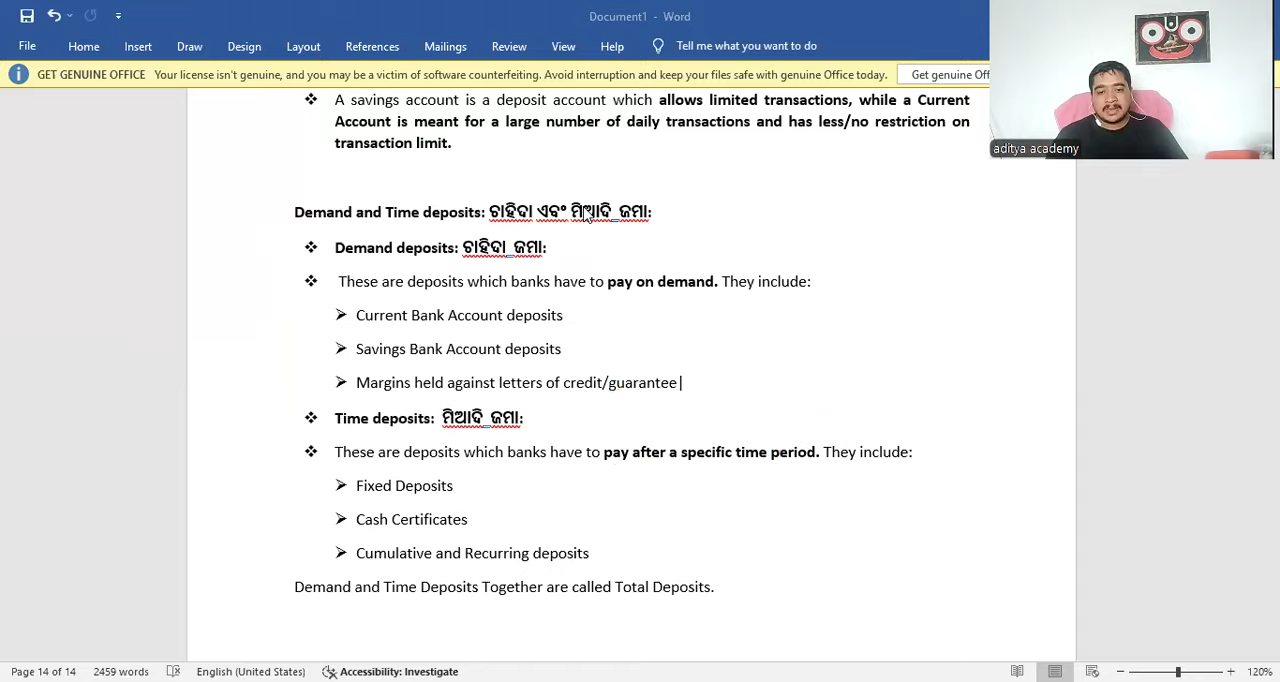 Document1 - Word
File Home Insert Draw Design Layout References Mailings Review View Help Tell me what you want to do
GET GENUINE OFFICE Your license isn't genuine, and you may be a victim of software counterfeiting. Avoid interruption and keep your files safe with genuine Office today. Get genuine Off
aditya academy
❖ A savings account is a deposit account which allows limited transactions, while a Current
Account is meant for a large number of daily transactions and has less/no restriction on
transaction limit.
Demand and Time deposits: ଚାହିଦା ଏବଂ ମିଆଦି ଜମା:
❖ Demand deposits: ଚାହିଦା ଜମା:
❖ These are deposits which banks have to pay on demand. They include:
➢ Current Bank Account deposits
➢ Savings Bank Account deposits
➢ Margins held against letters of credit/guarantee
❖ Time deposits: ମିଆଦି ଜମା:
❖ These are deposits which banks have to pay after a specific time period. They include:
➢ Fixed Deposits
➢ Cash Certificates
➢ Cumulative and Recurring deposits
Demand and Time Deposits Together are called Total Deposits.
Page 14 of 14 2459 words English (United States) Accessibility: Investigate 120%